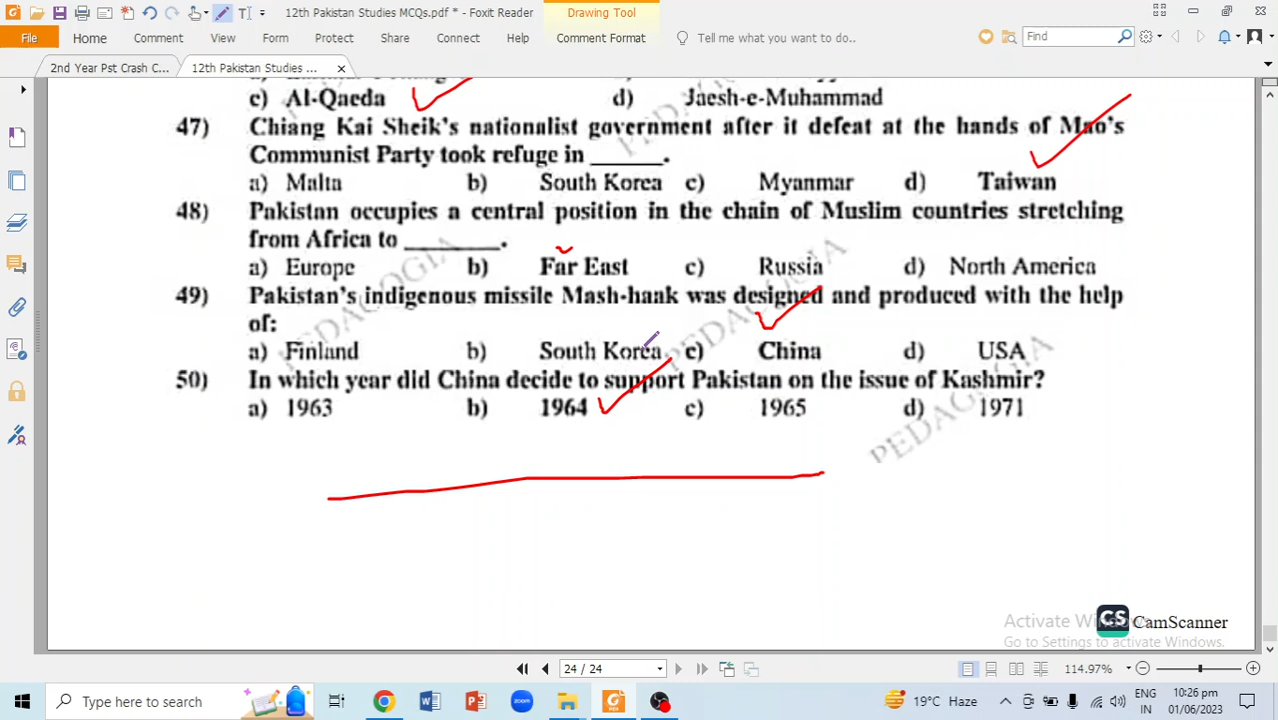 12th Pakistan Studies MCQs.pdf * - Foxit Reader
Drawing Tool
File Home Comment View Form Protect Share Connect Help Comment Format Tell me what you want to do.. Find
2nd Year Pst Crash C... 12th Pakistan Studies ...
c) Al-Qaeda d) Jaesh-e-Muhammad
47) Chiang Kai Sheik's nationalist government after it defeat at the hands of Mao's
Communist Party took refuge in ______.
a) Malta b) South Korea c) Myanmar d) Taiwan
48) Pakistan occupies a central position in the chain of Muslim countries stretching
from Africa to ________.
a) Europe b) Far East c) Russia d) North America
49) Pakistan's indigenous missile Mash-haak was designed and produced with the help
of:
a) Finland b) South Korea c) China d) USA
50) In which year did China decide to support Pakistan on the issue of Kashmir?
a) 1963 b) 1964 c) 1965 d) 1971
PEDAGOGIA
PEDAGOGIA
PEDAGOGIA
CS CamScanner
Activate Windows
Go to Settings to activate Windows.
24 / 24 114.97%
Type here to search zoom 19°C Haze ENG 10:26 pm
IN 01/06/2023